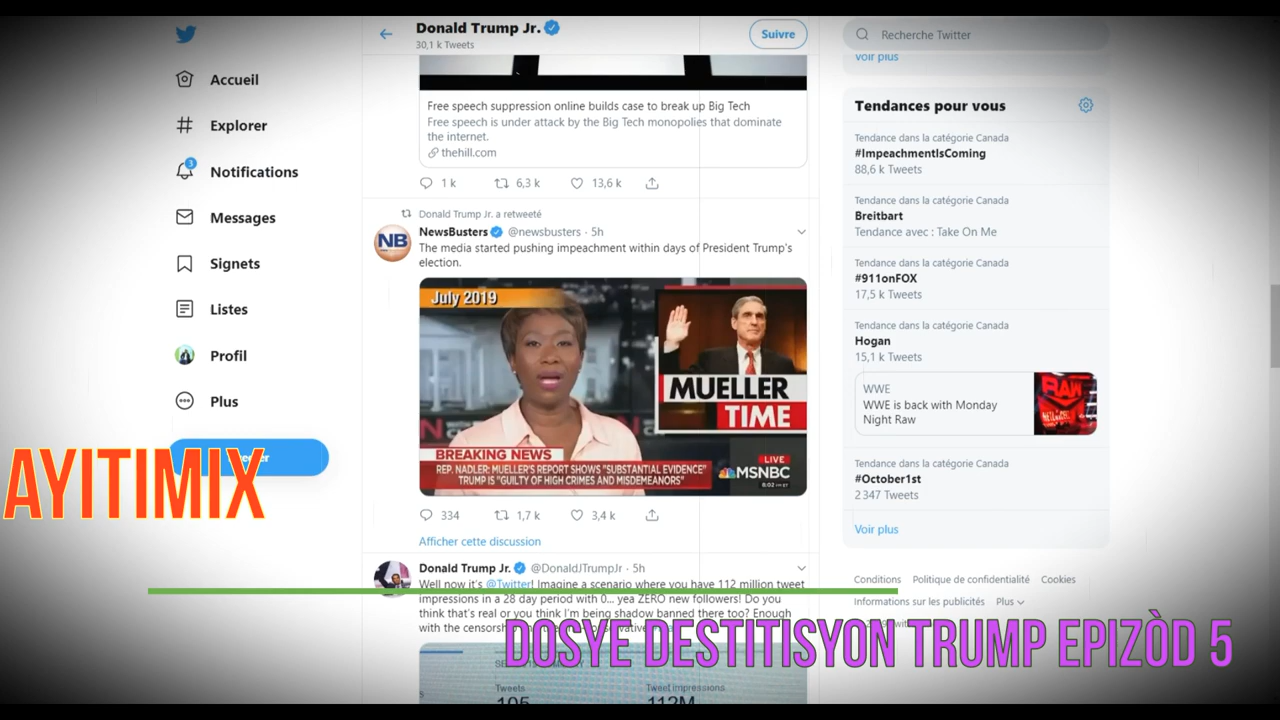 Donald Trump Jr.
30,1 k Tweets
Suivre
Recherche Twitter
Accueil
Explorer
3
Notifications
Messages
Signets
Listes
Profil
Plus
AYITIMIX
Free speech suppression online builds case to break up Big Tech
Free speech is under attack by the Big Tech monopolies that dominate
the internet.
thehill.com
1 k 6,3 k 13,6 k
Donald Trump Jr. a retweeté
NewsBusters @newsbusters · 5h
The media started pushing impeachment within days of President Trump's
election.
NB
July 2019
MUELLER
TIME
BREAKING NEWS
REP. NADLER: MUELLER'S REPORT SHOWS "SUBSTANTIAL EVIDENCE"
TRUMP IS "GUILTY OF HIGH CRIMES AND MISDEMEANORS"
LIVE
MSNBC
8:02 PM ET
334 1,7 k 3,4 k
Afficher cette discussion
Donald Trump Jr. @DonaldJTrumpJr · 5h
Well now it's @Twitter! Imagine a scenario where you have 112 million tweet
impressions in a 28 day period with 0... yea ZERO new followers! Do you
think that's real or you think I'm being shadow banned there too? Enough
with the censorsh
Tweets
105
Tweet impressions
112M
Voir plus
Tendances pour vous
Tendance dans la catégorie Canada
#ImpeachmentIsComing
88,6 k Tweets
Tendance dans la catégorie Canada
Breitbart
Tendance avec : Take On Me
Tendance dans la catégorie Canada
#911onFOX
17,5 k Tweets
Tendance dans la catégorie Canada
Hogan
15,1 k Tweets
WWE
WWE is back with Monday
Night Raw
RAW
Tendance dans la catégorie Canada
#October1st
2 347 Tweets
Voir plus
Conditions Politique de confidentialité Cookies
Informations sur les publicités Plus
DOSYE DESTITISYON TRUMP EPIZÒD 5